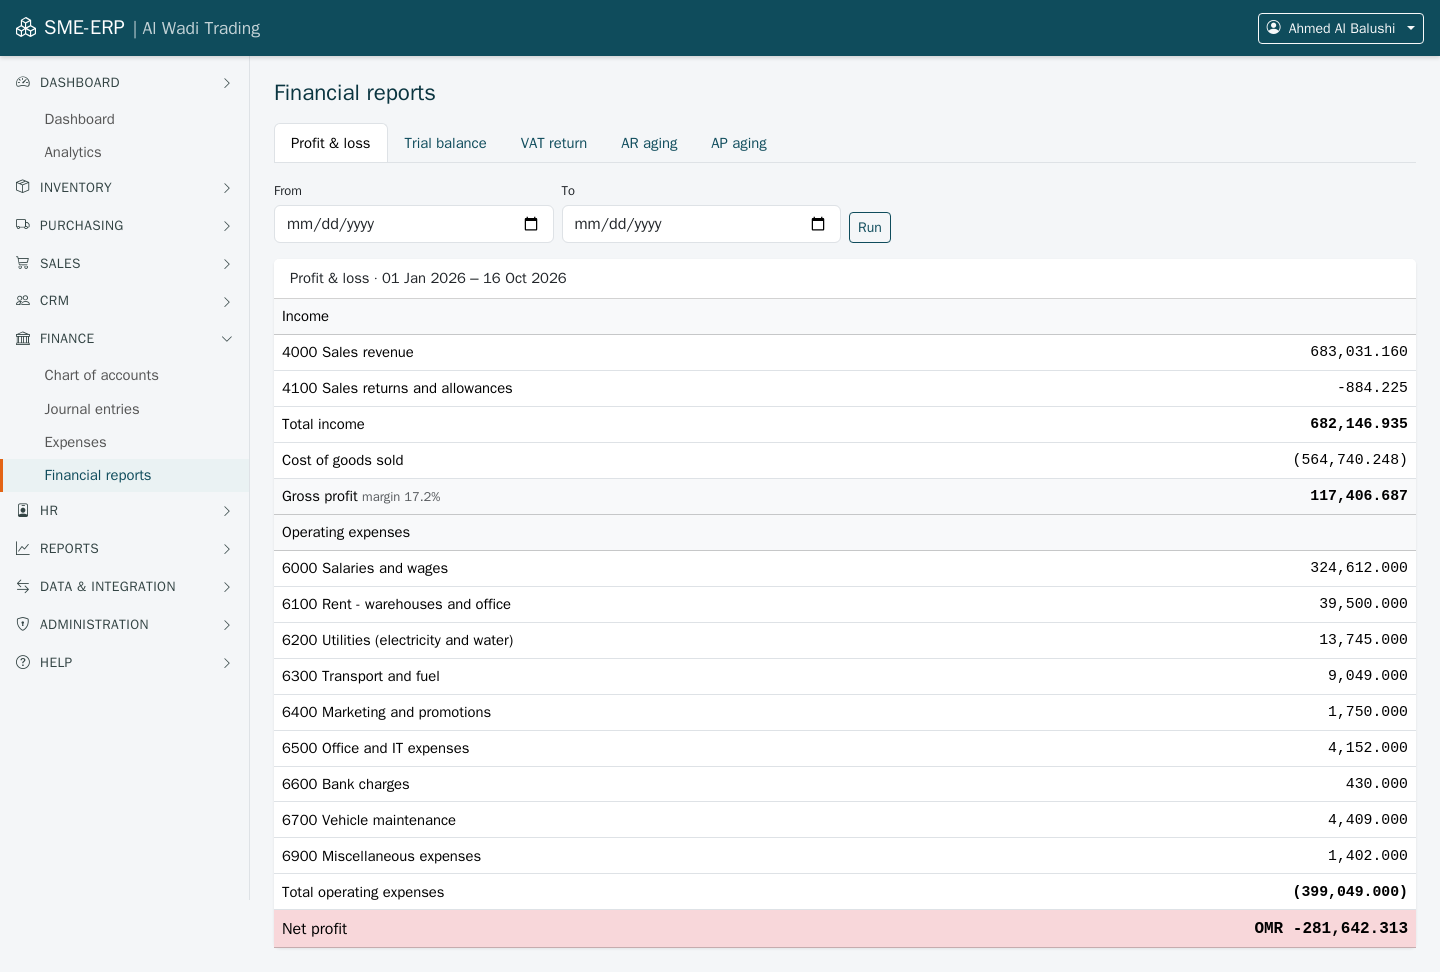 SME-ERP | Al Wadi Trading
Ahmed Al Balushi
DASHBOARD
Dashboard
Analytics
INVENTORY
PURCHASING
SALES
CRM
FINANCE
Chart of accounts
Journal entries
Expenses
Financial reports
HR
REPORTS
DATA & INTEGRATION
ADMINISTRATION
HELP
Financial reports
Profit & loss Trial balance VAT return AR aging AP aging
From To
mm/dd/yyyy mm/dd/yyyy Run
Profit & loss · 01 Jan 2026 – 16 Oct 2026
Income
4000 Sales revenue 683,031.160
4100 Sales returns and allowances -884.225
Total income 682,146.935
Cost of goods sold (564,740.248)
Gross profit margin 17.2% 117,406.687
Operating expenses
6000 Salaries and wages 324,612.000
6100 Rent - warehouses and office 39,500.000
6200 Utilities (electricity and water) 13,745.000
6300 Transport and fuel 9,049.000
6400 Marketing and promotions 1,750.000
6500 Office and IT expenses 4,152.000
6600 Bank charges 430.000
6700 Vehicle maintenance 4,409.000
6900 Miscellaneous expenses 1,402.000
Total operating expenses (399,049.000)
Net profit OMR -281,642.313